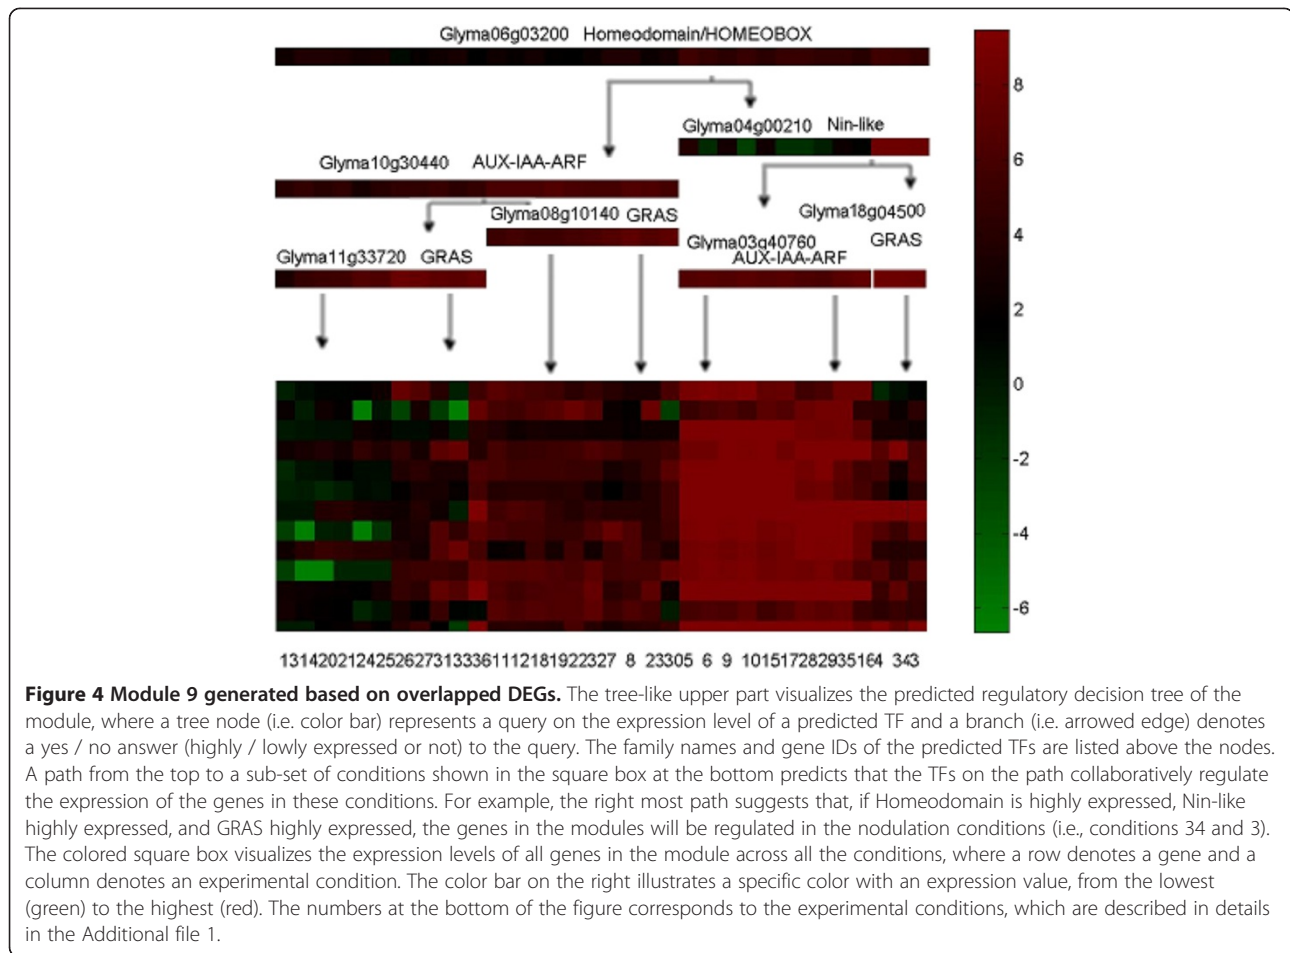 Glyma06g03200 Homeodomain/HOMEOBOX
Glyma04g00210 Nin-like
Glyma10g30440 AUX-IAA-ARF
Glyma18g04500
Glyma08g10140 GRAS
GRAS
Glyma03g40760
AUX-IAA-ARF
Glyma11g33720 GRAS
8
6
4
2
0
-2
-4
-6
13142021242526273133361112181922327 8 23305 6 9 101517282935164 343
Figure 4 Module 9 generated based on overlapped DEGs. The tree-like upper part visualizes the predicted regulatory decision tree of the
module, where a tree node (i.e. color bar) represents a query on the expression level of a predicted TF and a branch (i.e. arrowed edge) denotes
a yes / no answer (highly / lowly expressed or not) to the query. The family names and gene IDs of the predicted TFs are listed above the nodes.
A path from the top to a sub-set of conditions shown in the square box at the bottom predicts that the TFs on the path collaboratively regulate
the expression of the genes in these conditions. For example, the right most path suggests that, if Homeodomain is highly expressed, Nin-like
highly expressed, and GRAS highly expressed, the genes in the modules will be regulated in the nodulation conditions (i.e., conditions 34 and 3).
The colored square box visualizes the expression levels of all genes in the module across all the conditions, where a row denotes a gene and a
column denotes an experimental condition. The color bar on the right illustrates a specific color with an expression value, from the lowest
(green) to the highest (red). The numbers at the bottom of the figure corresponds to the experimental conditions, which are described in details
in the Additional file 1.